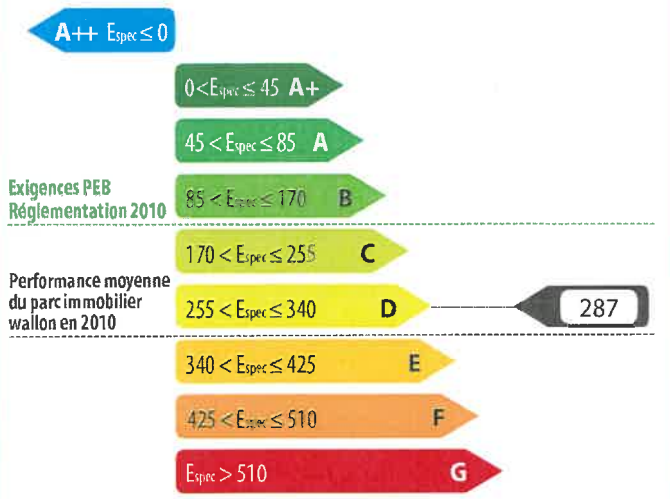 A++ Espec ≤ 0
0 < Espec ≤ 45 A+
45 < Espec ≤ 85 A
Exigences PEB
Réglementation 2010
85 < Espec ≤ 170 B
170 < Espec ≤ 255 C
Performance moyenne
du parc immobilier
wallon en 2010
255 < Espec ≤ 340 D
287
340 < Espec ≤ 425 E
425 < Espec ≤ 510 F
Espec > 510 G